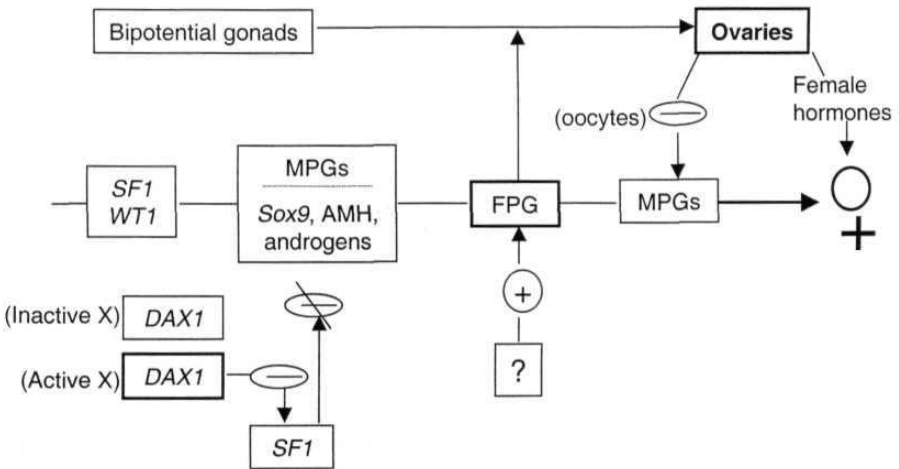 Bipotential gonads
Ovaries
Female
hormones
(oocytes)
SF1
WT1
MPGs
Sox9, AMH,
androgens
FPG
MPGs
+
(Inactive X) DAX1
(Active X) DAX1
?
SF1